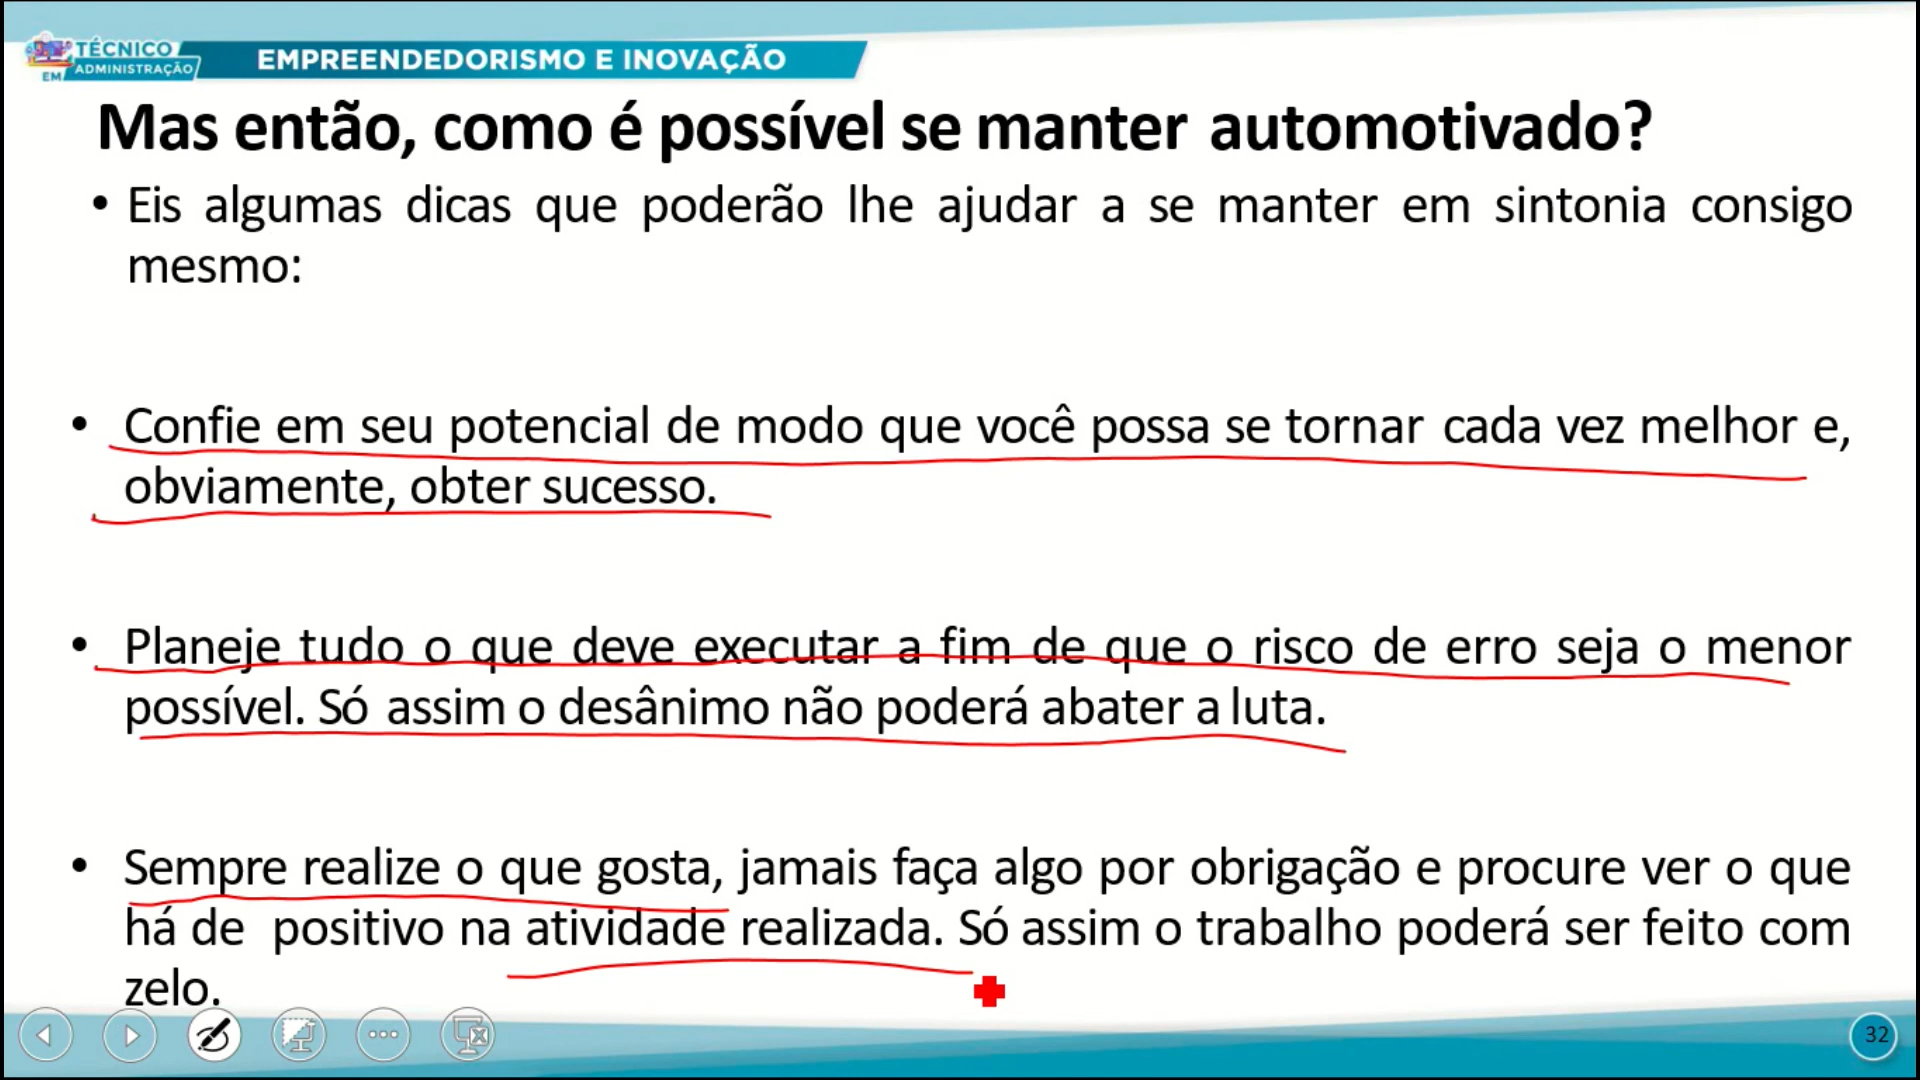 TÉCNICO
EM ADMINISTRAÇÃO
EMPREENDEDORISMO E INOVAÇÃO
Mas então, como é possível se manter automotivado?
• Eis algumas dicas que poderão lhe ajudar a se manter em sintonia consigo
mesmo:
• Confie em seu potencial de modo que você possa se tornar cada vez melhor e,
obviamente, obter sucesso.
• Planeje tudo o que deve executar a fim de que o risco de erro seja o menor
possível. Só assim o desânimo não poderá abater a luta.
• Sempre realize o que gosta, jamais faça algo por obrigação e procure ver o que
há de positivo na atividade realizada. Só assim o trabalho poderá ser feito com
zelo.
32